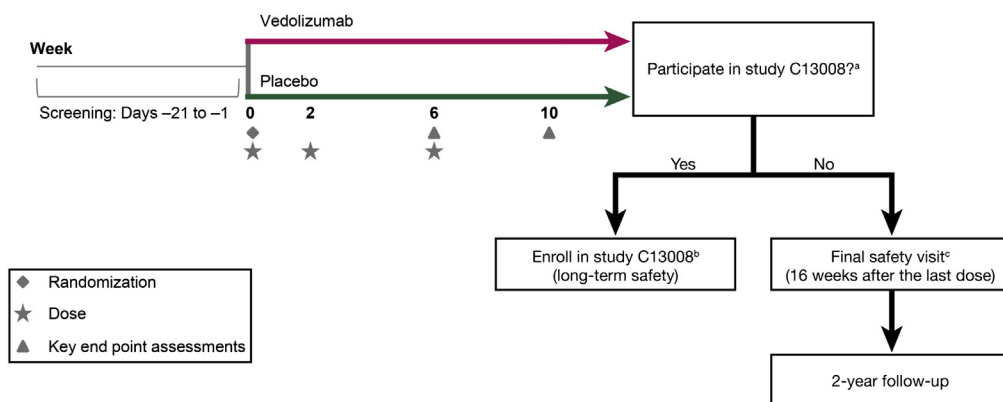 Vedolizumab
Week
Placebo
Screening: Days –21 to –1
0 2 6 10
Participate in study C13008?ᵃ
Yes No
Enroll in study C13008ᵇ
(long-term safety)
Final safety visitᶜ
(16 weeks after the last dose)
2-year follow-up
Randomization
Dose
Key end point assessments